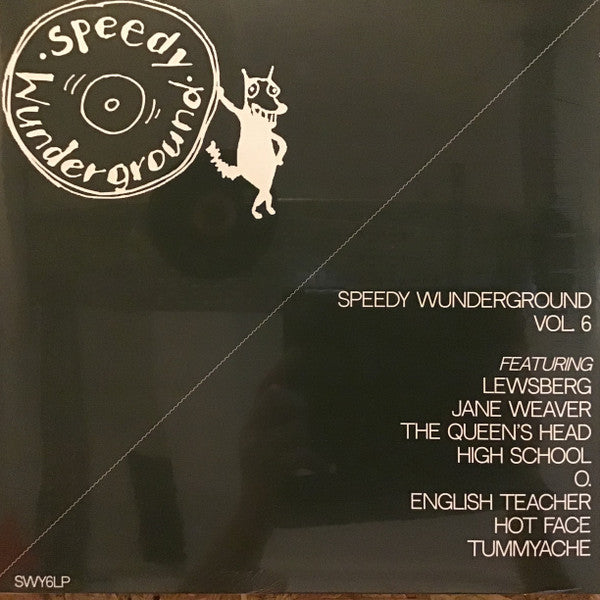 ·Speedy·
Wunderground
SPEEDY WUNDERGROUND
VOL. 6
FEATURING
LEWSBERG
JANE WEAVER
THE QUEEN'S HEAD
HIGH SCHOOL
O.
ENGLISH TEACHER
HOT FACE
TUMMYACHE
SWY6LP